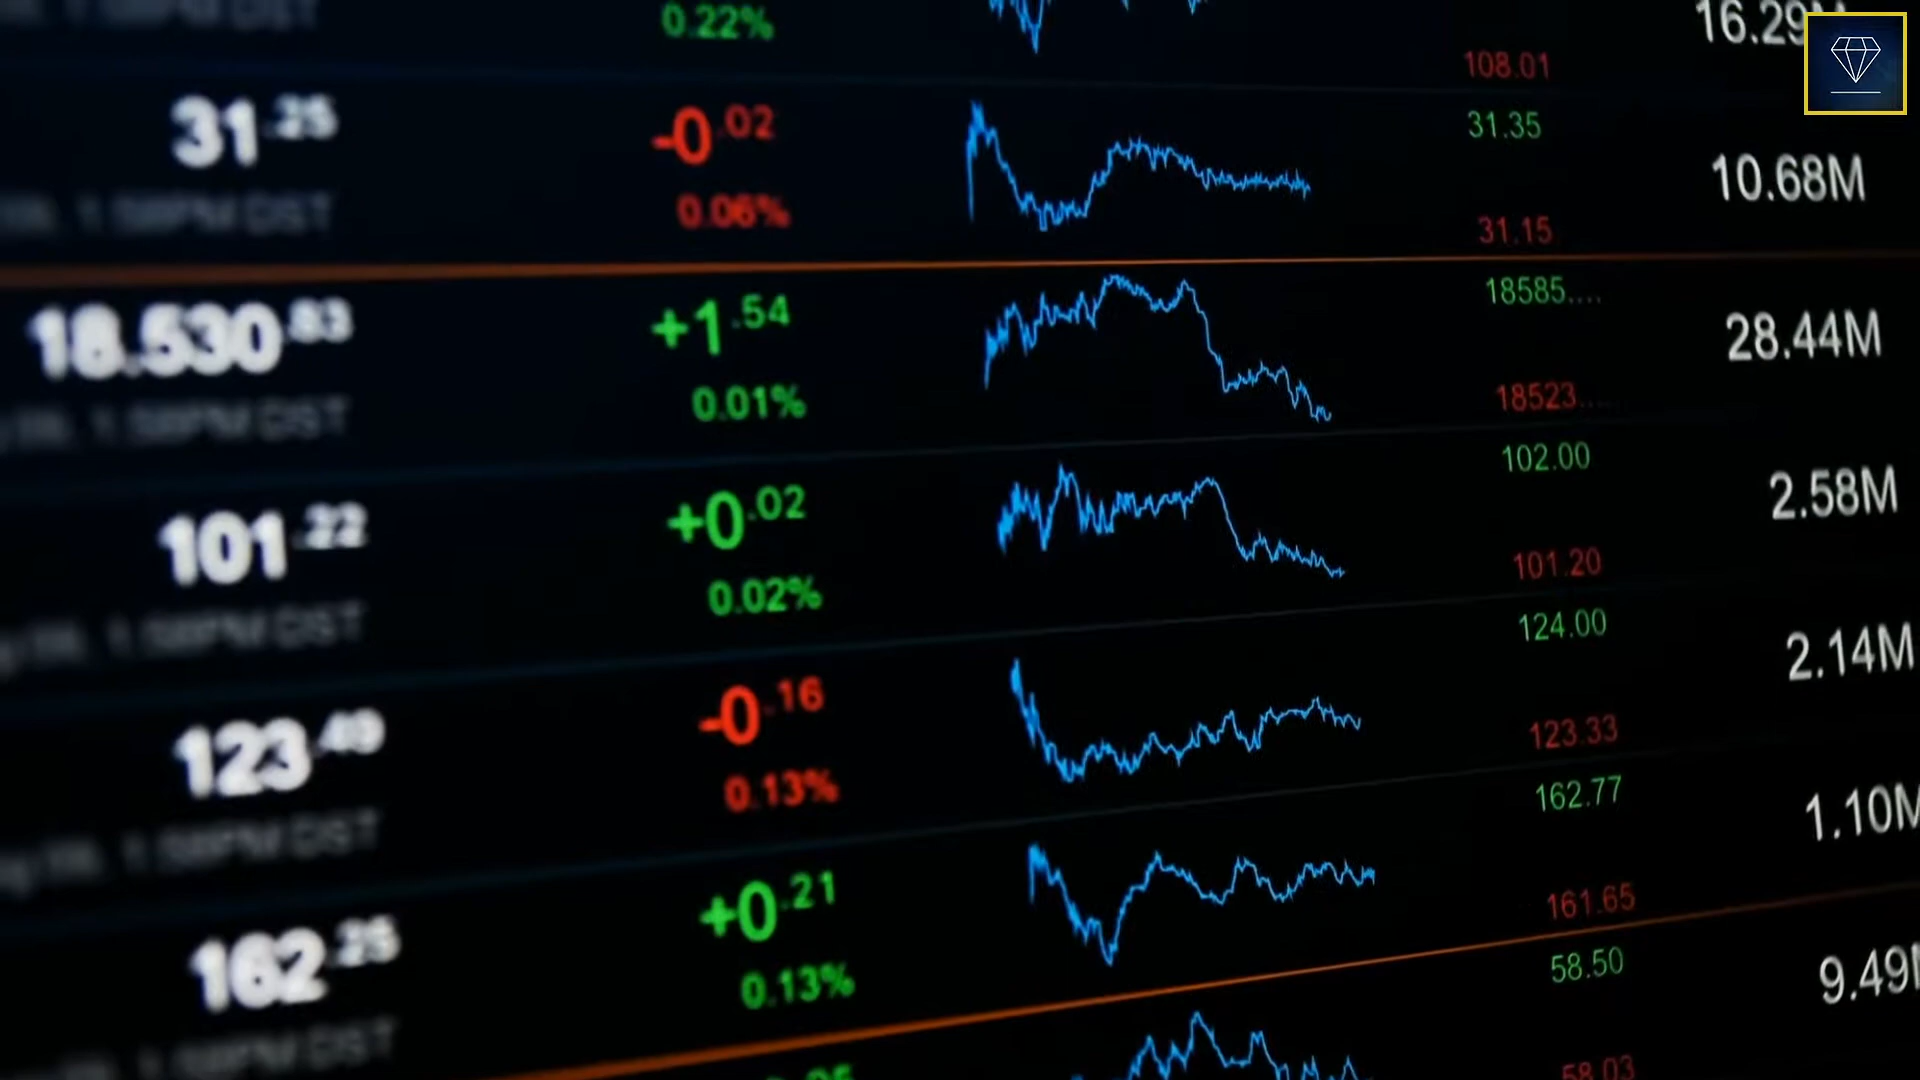 0.22% 16.29M
108.01
31.25 -0.02 31.35 10.68M
0.06% 31.15
18.530.83 +1.54 18585.... 28.44M
0.01% 18523....
101.22 +0.02 102.00 2.58M
0.02% 101.20
123.49 -0.16 124.00 2.14M
0.13% 123.33
162.25 +0.21 162.77 1.10M
0.13% 161.65
58.50 9.49M
58.03